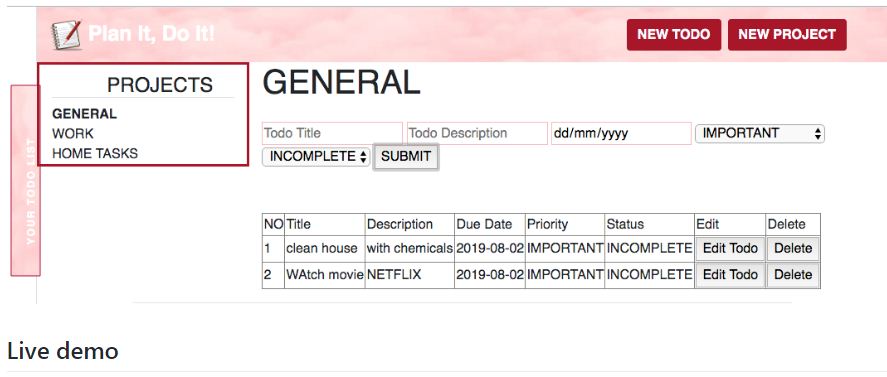 Plan It, Do It!
NEW TODO NEW PROJECT
PROJECTS
GENERAL
WORK
HOME TASKS
YOUR TODO LIST
GENERAL
Todo Title Todo Description dd/mm/yyyy IMPORTANT
INCOMPLETE SUBMIT
NO Title Description Due Date Priority Status Edit Delete
1 clean house with chemicals 2019-08-02 IMPORTANT INCOMPLETE Edit Todo Delete
2 WAtch movie NETFLIX 2019-08-02 IMPORTANT INCOMPLETE Edit Todo Delete
Live demo